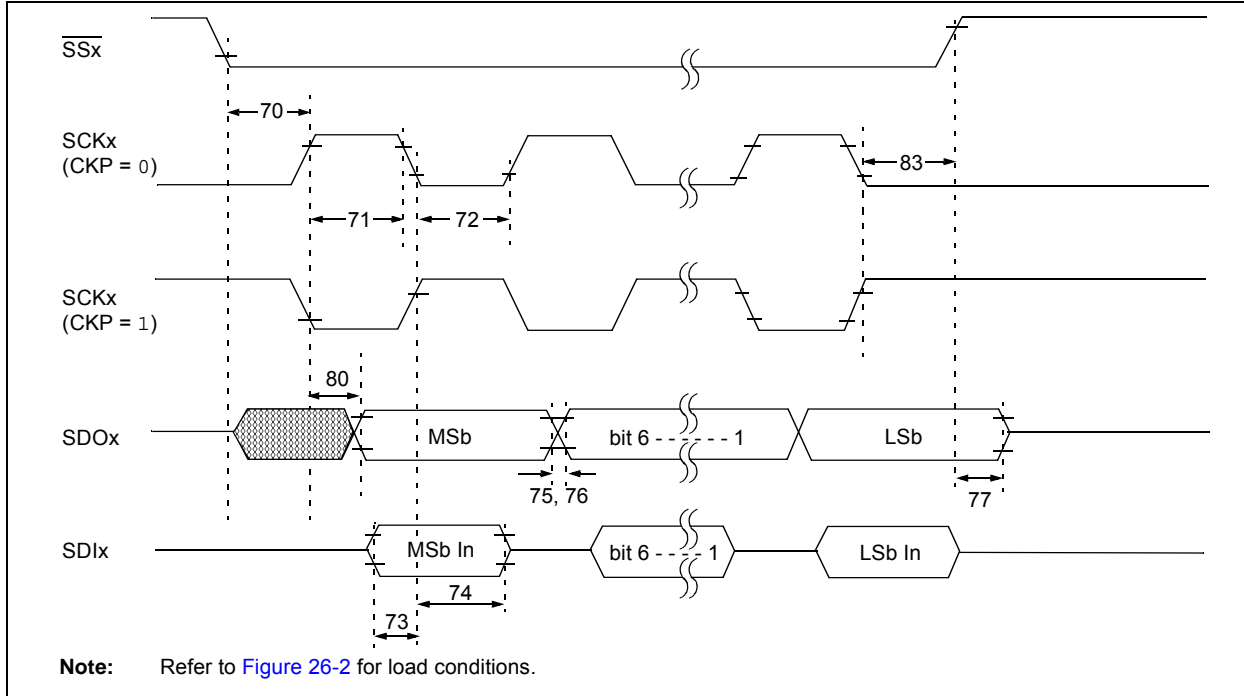 SSx
70
SCKx
(CKP = 0)
83
71
72
SCKx
(CKP = 1)
80
SDOx
MSb
bit 6 - - - - - - 1
LSb
75, 76
77
SDIx
MSb In
bit 6 - - - - 1
LSb In
74
73
Note: Refer to Figure 26-2 for load conditions.